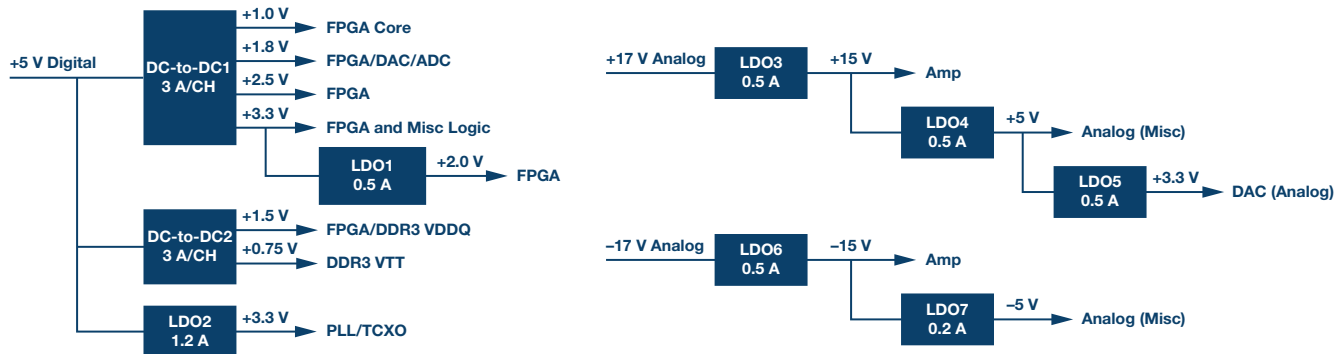 +5 V Digital
DC-to-DC1
3 A/CH
+1.0 V
FPGA Core
+1.8 V
FPGA/DAC/ADC
+2.5 V
FPGA
+3.3 V
FPGA and Misc Logic
LDO1
0.5 A
+2.0 V
FPGA
DC-to-DC2
3 A/CH
+1.5 V
FPGA/DDR3 VDDQ
+0.75 V
DDR3 VTT
LDO2
1.2 A
+3.3 V
PLL/TCXO
+17 V Analog
LDO3
0.5 A
+15 V
Amp
LDO4
0.5 A
+5 V
Analog (Misc)
LDO5
0.5 A
+3.3 V
DAC (Analog)
–17 V Analog
LDO6
0.5 A
–15 V
Amp
LDO7
0.2 A
–5 V
Analog (Misc)